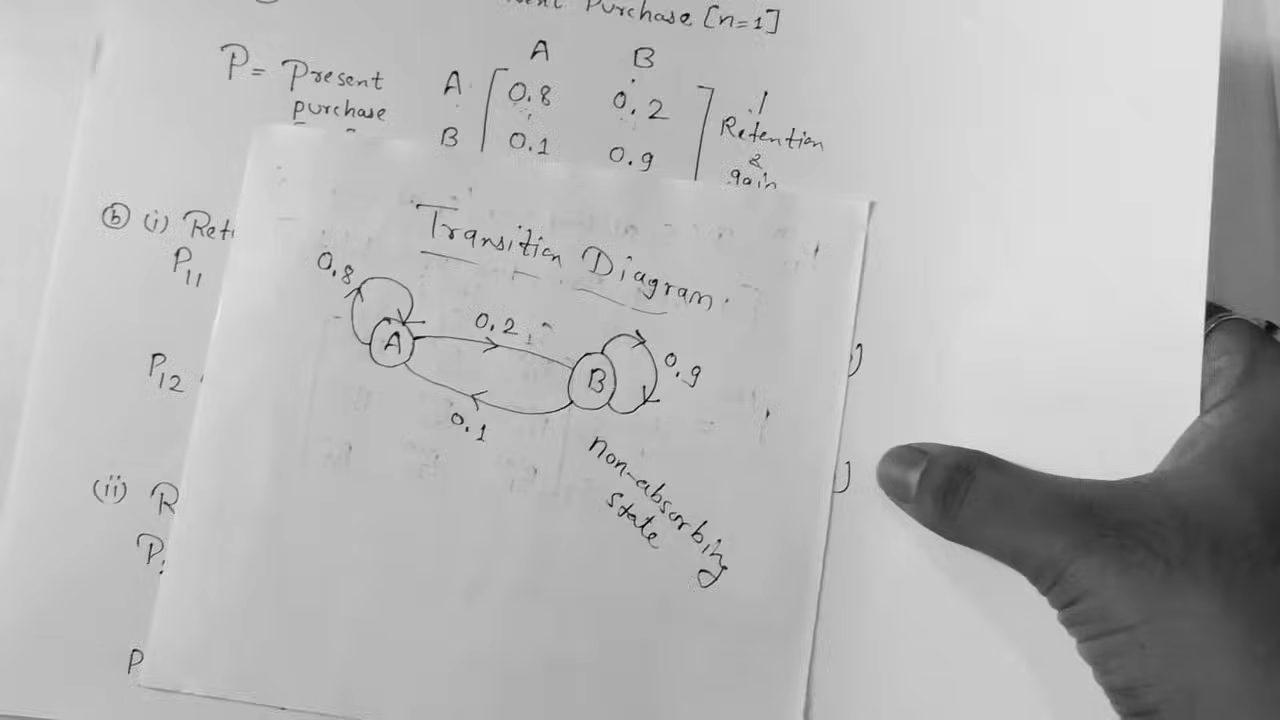 Purchase [n=1]
A B
P = Present A 0.8 0.2
purchase B 0.1 0.9
Retention
&
gain
Transition Diagram.
0.8
A 0.2 B 0.9
0.1
non-absorbing
state
ⓑ (i)
P11
P12
(ii) R
P
P